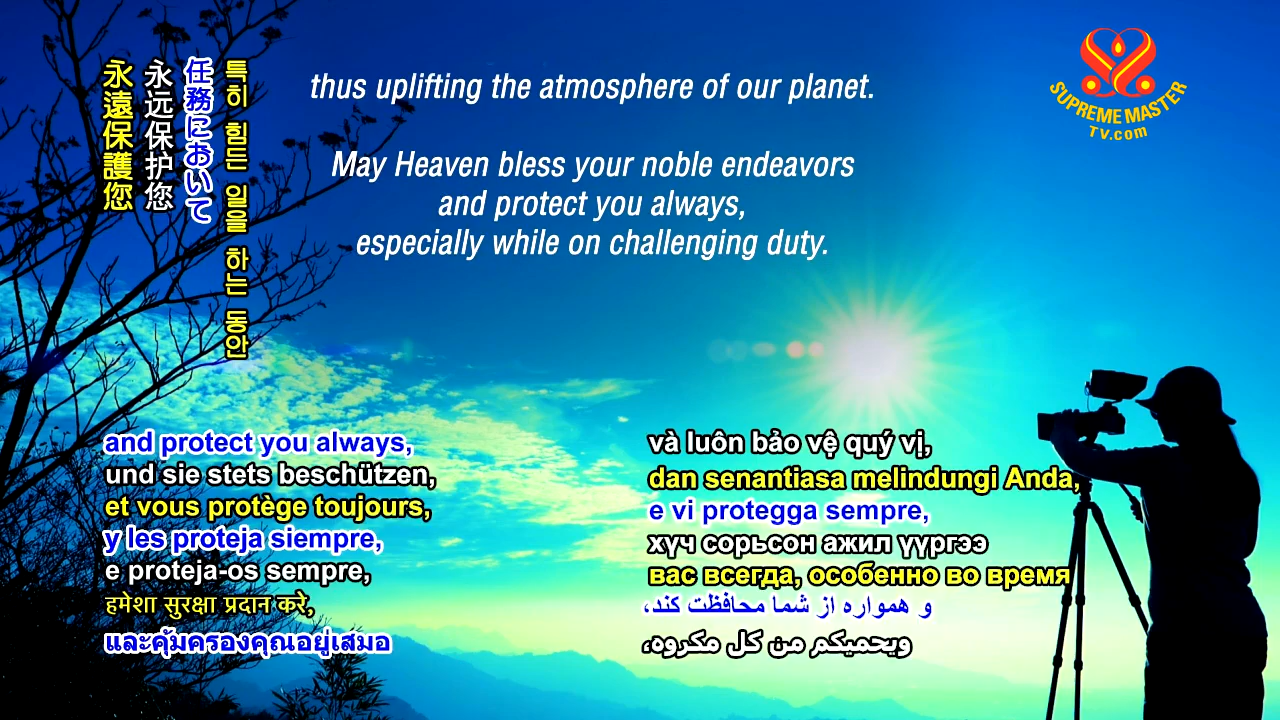 特히 힘든 일을 하는 동안
任務において
永远保护您
永遠保護您
thus uplifting the atmosphere of our planet.
May Heaven bless your noble endeavors
and protect you always,
especially while on challenging duty.
SUPREME MASTER
TV.com
and protect you always,
und sie stets beschützen,
et vous protège toujours,
y les proteja siempre,
e proteja-os sempre,
हमेशा सुरक्षा प्रदान करे,
และคุ้มครองคุณอยู่เสมอ
và luôn bảo vệ quý vị,
dan senantiasa melindungi Anda,
e vi protegga sempre,
хүч сорьсон ажил үүргээ
вас всегда, особенно во время
و همواره از شما محافظت کند،
ويحميكم من كل مكروه،